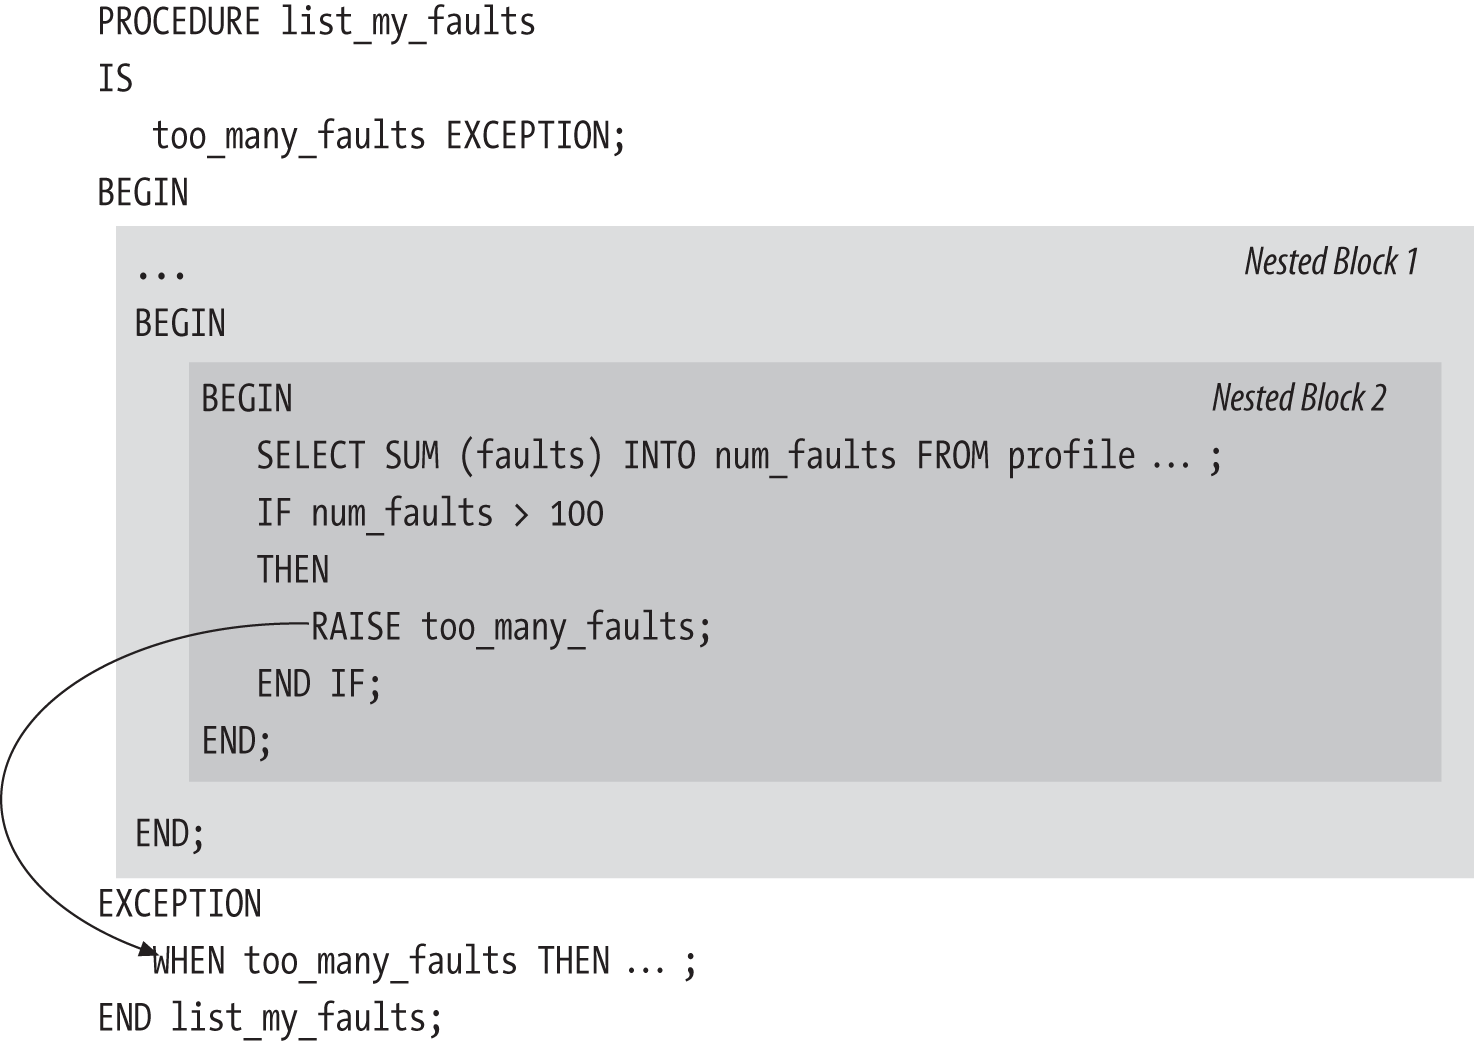 PROCEDURE list_my_faults
IS
too_many_faults EXCEPTION;
BEGIN
... Nested Block 1
BEGIN
BEGIN Nested Block 2
SELECT SUM (faults) INTO num_faults FROM profile ... ;
IF num_faults > 100
THEN
RAISE too_many_faults;
END IF;
END;
END;
EXCEPTION
WHEN too_many_faults THEN ... ;
END list_my_faults;